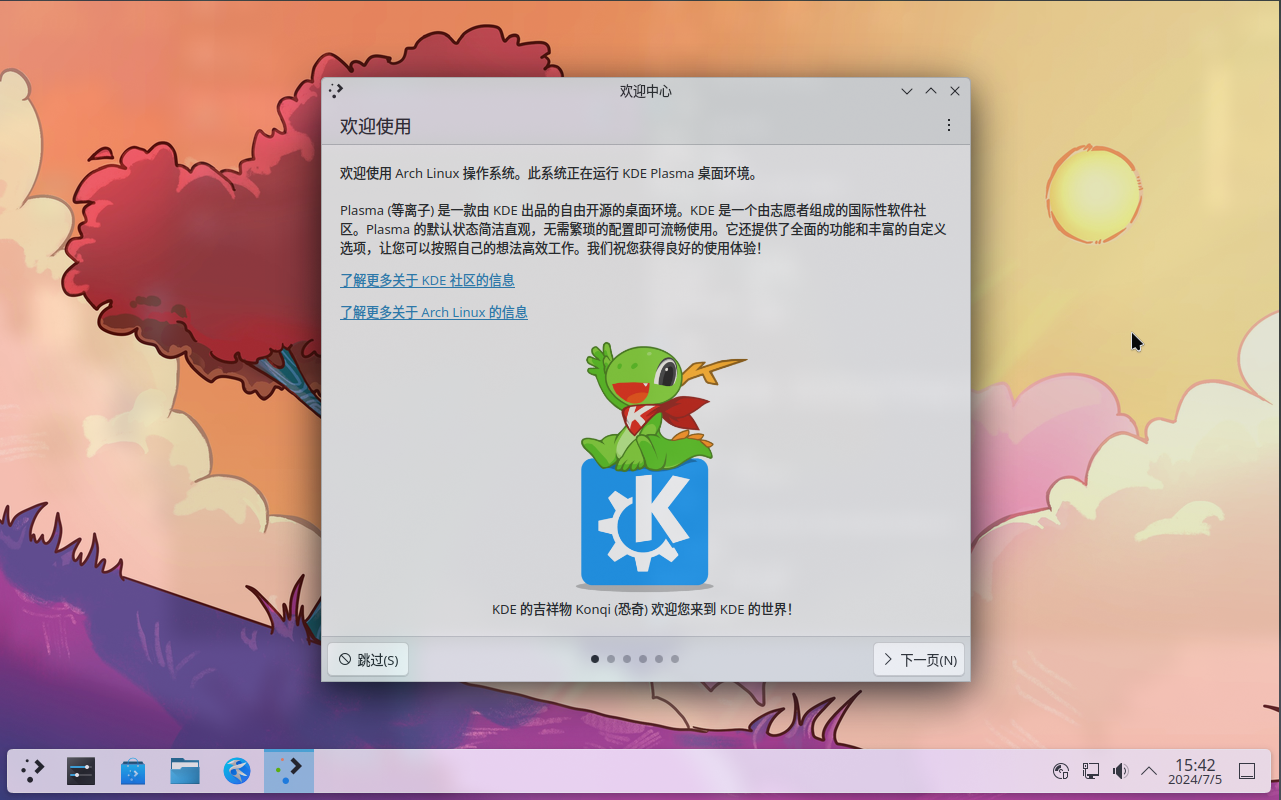 欢迎中心
欢迎使用
欢迎使用 Arch Linux 操作系统。此系统正在运行 KDE Plasma 桌面环境。
Plasma (等离子) 是一款由 KDE 出品的自由开源的桌面环境。KDE 是一个由志愿者组成的国际性软件社
区。Plasma 的默认状态简洁直观，无需繁琐的配置即可流畅使用。它还提供了全面的功能和丰富的自定义
选项，让您可以按照自己的想法高效工作。我们祝您获得良好的使用体验！
了解更多关于 KDE 社区的信息
了解更多关于 Arch Linux 的信息
K
K
KDE 的吉祥物 Konqi (恐奇) 欢迎您来到 KDE 的世界！
跳过(S)
下一页(N)
15:42
2024/7/5